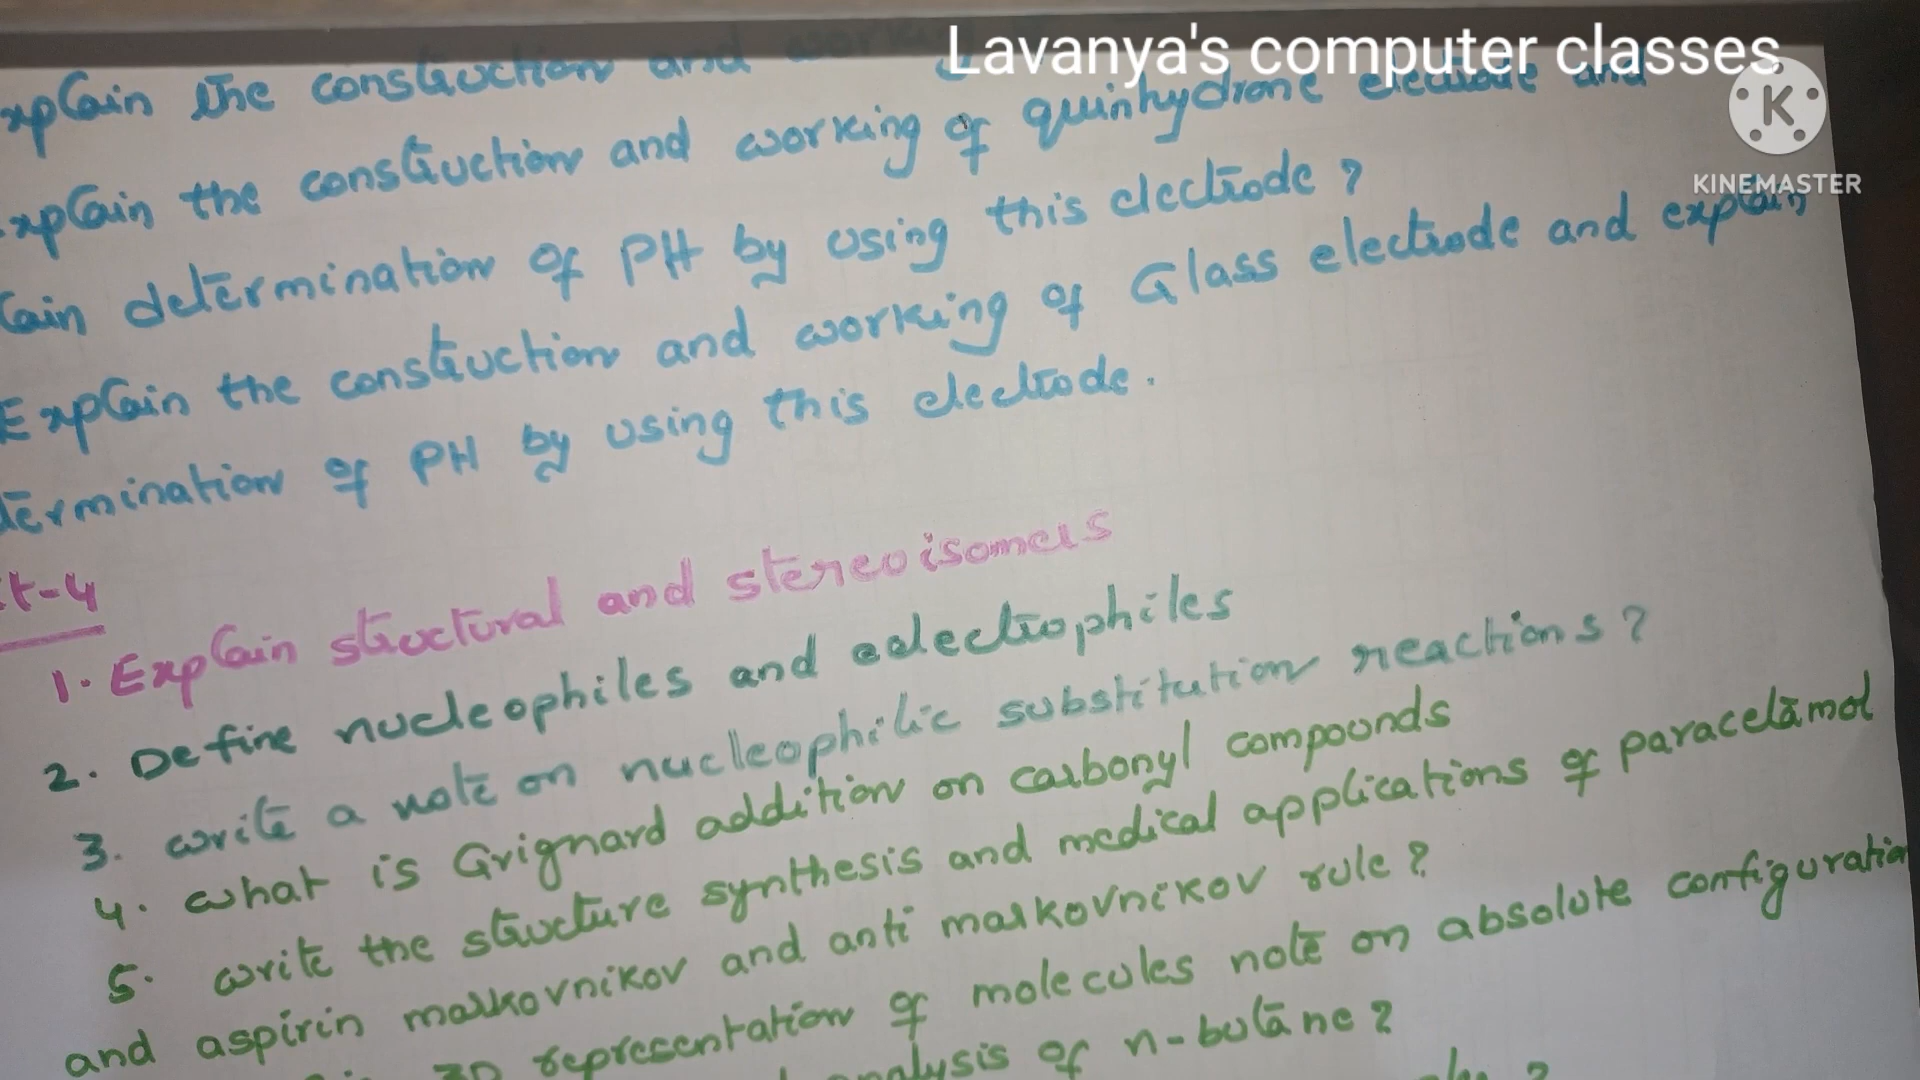 Lavanya's computer classes
K
KINEMASTER
xplain the construction and working
xplain the construction and working of quinhydrone electrode and
lain determination of PH by using this electrode ?
Explain the construction and working of Glass electrode and explain
termination of PH by using this electrode.
t-4
1. Explain structural and stereoisomers
2. Define nucleophiles and eelectrophiles
3. write a note on nucleophilic substitution reactions ?
4. what is Grignard addition on carbonyl compounds
5. write the structure synthesis and medical applications of paracetamol
and aspirin markovnikov and anti markovnikov rule ?
3D representation of molecules note on absolute configuration
analysis of n-butane ?